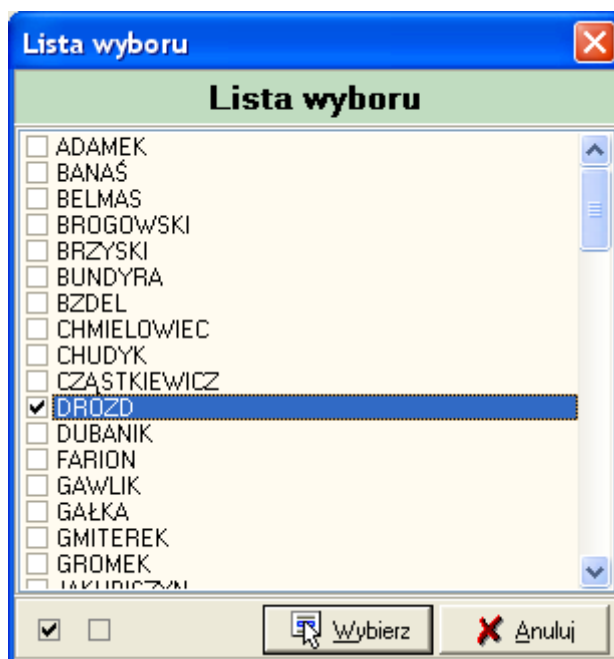 Lista wyboru
Lista wyboru
ADAMEK
BANAŚ
BELMAS
BROGOWSKI
BRZYSKI
BUNDYRA
BZDEL
CHMIELOWIEC
CHUDYK
CZĄSTKIEWICZ
DROZD
DUBANIK
FARION
GAWLIK
GAŁKA
GMITEREK
GROMEK
Wybierz
Anuluj